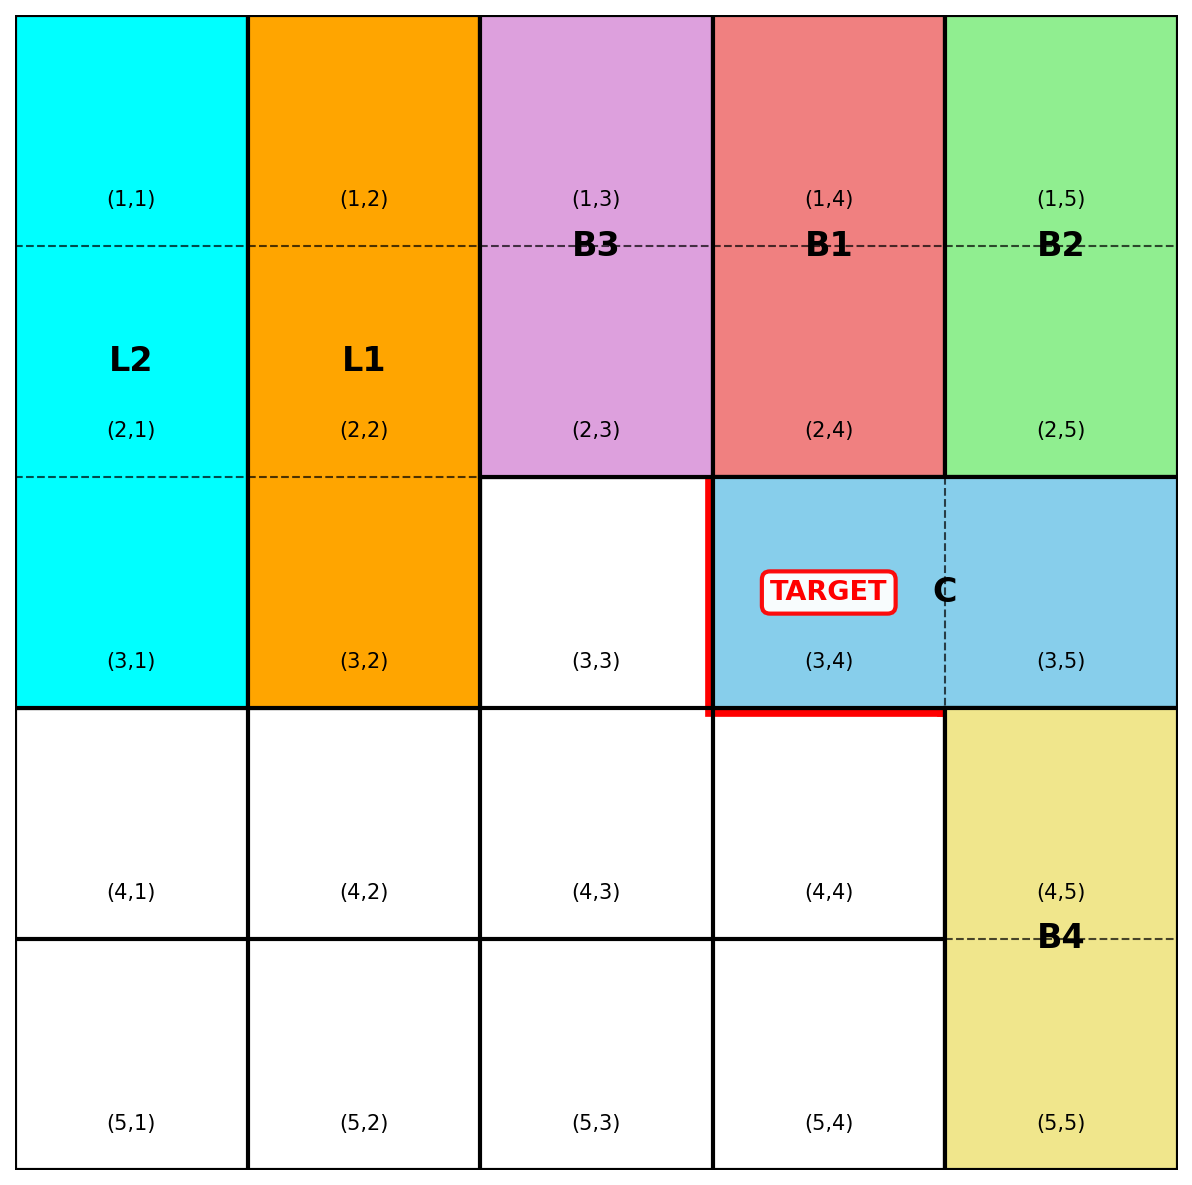 (1,1) (1,2) (1,3) (1,4) (1,5)
B3 B1 B2
L2 L1
(2,1) (2,2) (2,3) (2,4) (2,5)
TARGET C
(3,1) (3,2) (3,3) (3,4) (3,5)
(4,1) (4,2) (4,3) (4,4) (4,5)
B4
(5,1) (5,2) (5,3) (5,4) (5,5)